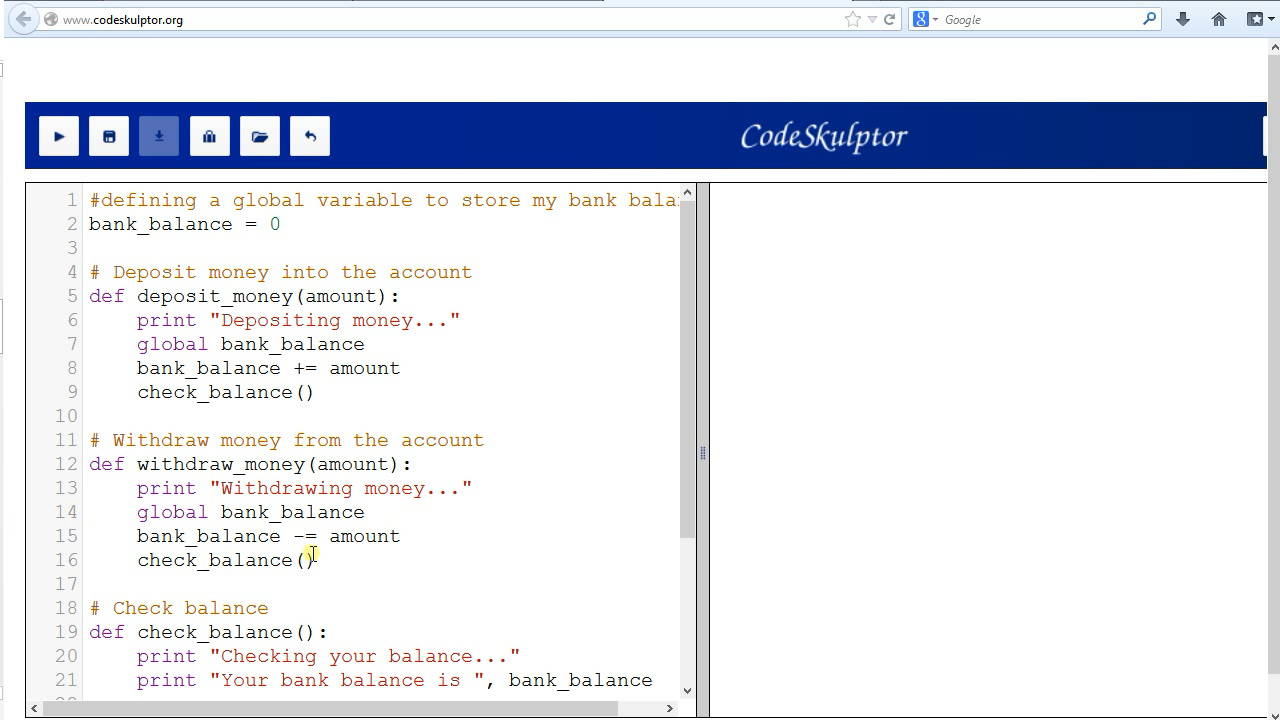 www.codeskulptor.org
8 Google
CodeSkulptor
1 #defining a global variable to store my bank
2 bank_balance = 0
3
4 # Deposit money into the account
5 def deposit_money(amount):
6     print "Depositing money..."
7     global bank_balance
8     bank_balance += amount
9     check_balance()
10
11 # Withdraw money from the account
12 def withdraw_money(amount):
13     print "Withdrawing money..."
14     global bank_balance
15     bank_balance -= amount
16     check_balance()
17
18 # Check balance
19 def check_balance():
20     print "Checking your balance..."
21     print "Your bank balance is ", bank_balance